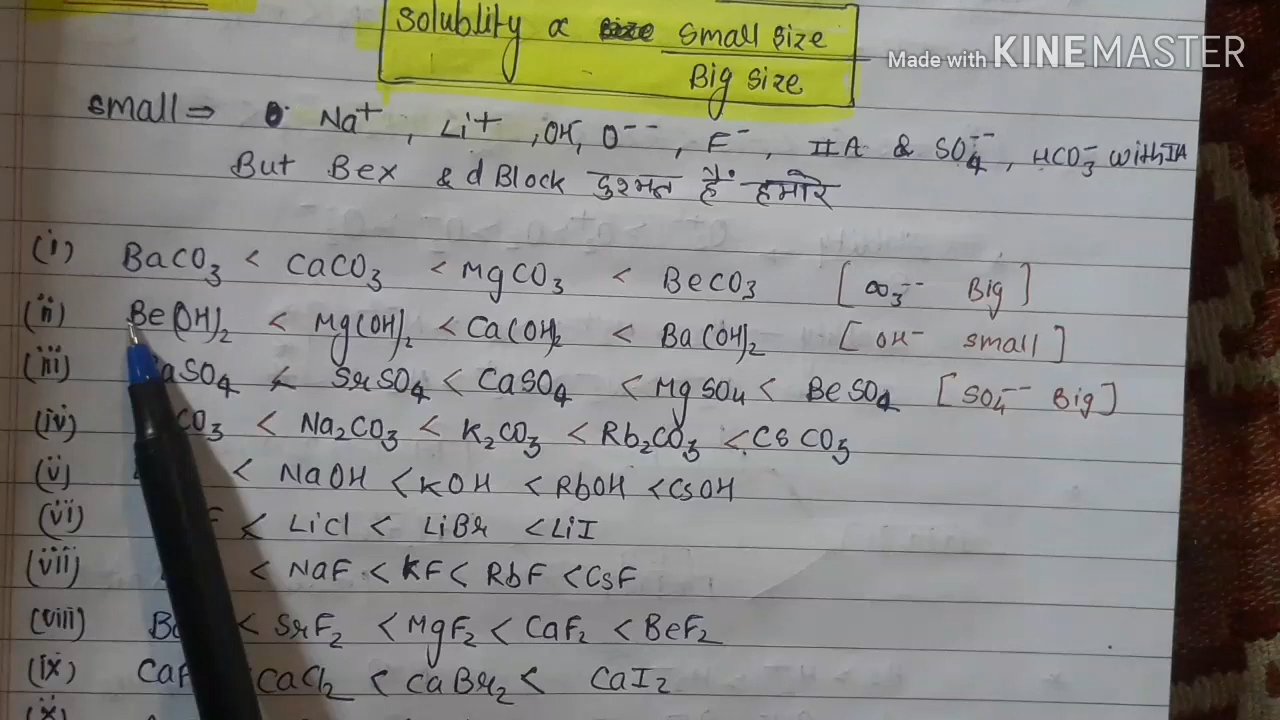 Solublity ∝ Small Size
Big Size
Made with KINEMASTER
Small ⇒ Na⁺, Li⁺, OH⁻, O⁻⁻, F⁻, IIA & SO₄⁻⁻, HCO₃⁻ with IA
But Bex & d Block दुश्मन है हमारे
(i) BaCO₃ < CaCO₃ < MgCO₃ < BeCO₃ [CO₃⁻⁻ Big]
(ii) Be(OH)₂ < Mg(OH)₂ < Ca(OH)₂ < Ba(OH)₂ [OH⁻ small]
(iii) aSO₄ < SrSO₄ < CaSO₄ < MgSO₄ < BeSO₄ [SO₄⁻⁻ Big]
(iv) CO₃ < Na₂CO₃ < K₂CO₃ < Rb₂CO₃ < CsCO₃
(v) < NaOH < KOH < RbOH < CsOH
(vi) F < LiCl < LiBr < LiI
(vii) < NaF < KF < RbF < CsF
(viii) B < SrF₂ < MgF₂ < CaF₂ < BeF₂
(ix) CaF CaCl₂ < CaBr₂ < CaI₂
(x)